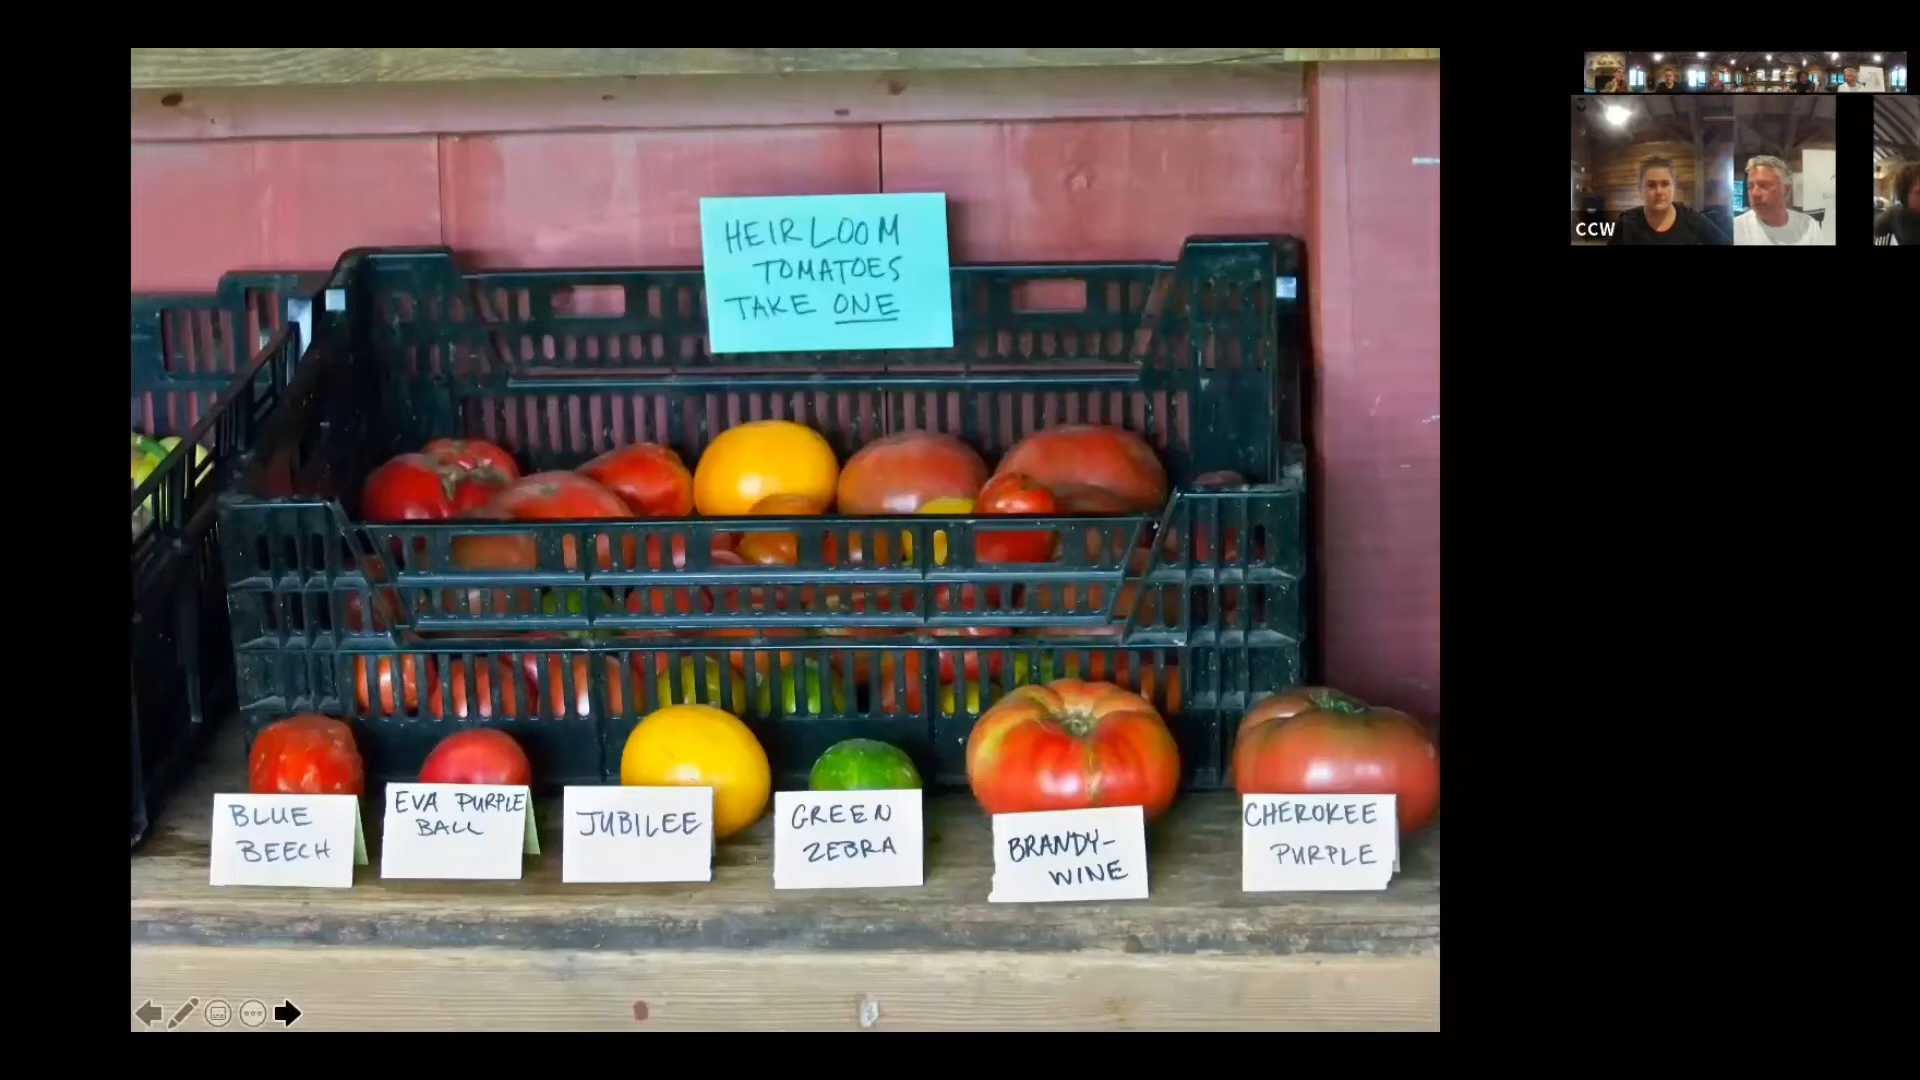 HEIRLOOM
TOMATOES
TAKE ONE
CCW
BLUE
BEECH
EVA PURPLE
BALL
JUBILEE
GREEN
ZEBRA
BRANDY-
WINE
CHEROKEE
PURPLE